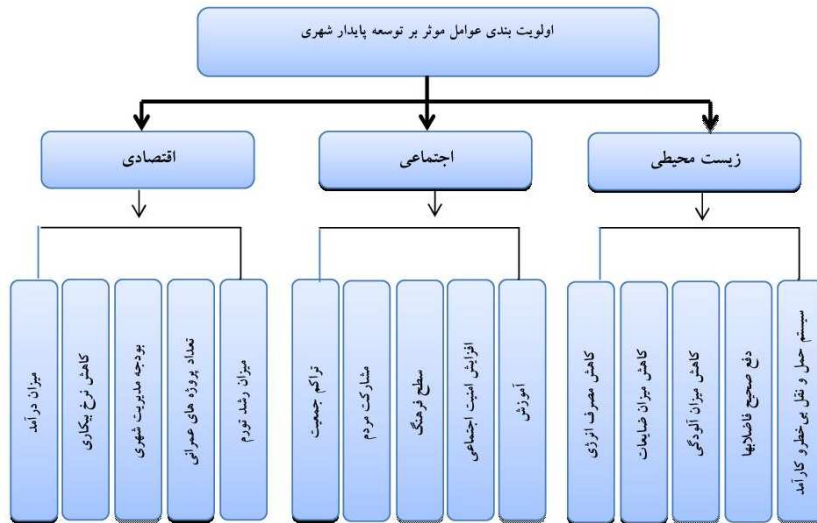 اولویت بندی عوامل موثر بر توسعه پایدار شهری
زیست محیطی
اجتماعی
اقتصادی
سیستم حمل و نقل بی‌خطر و کارآمد
دفع صحیح فاضلابها
کاهش میزان آلودگی
کاهش میزان ضایعات
کاهش مصرف انرژی
آموزش
افزایش امنیت اجتماعی
سطح فرهنگ
مشارکت مردم
تراکم جمعیت
میزان رشد تورم
تعداد پروژه های عمرانی
بودجه مدیریت شهری
کاهش نرخ بیکاری
میزان درآمد